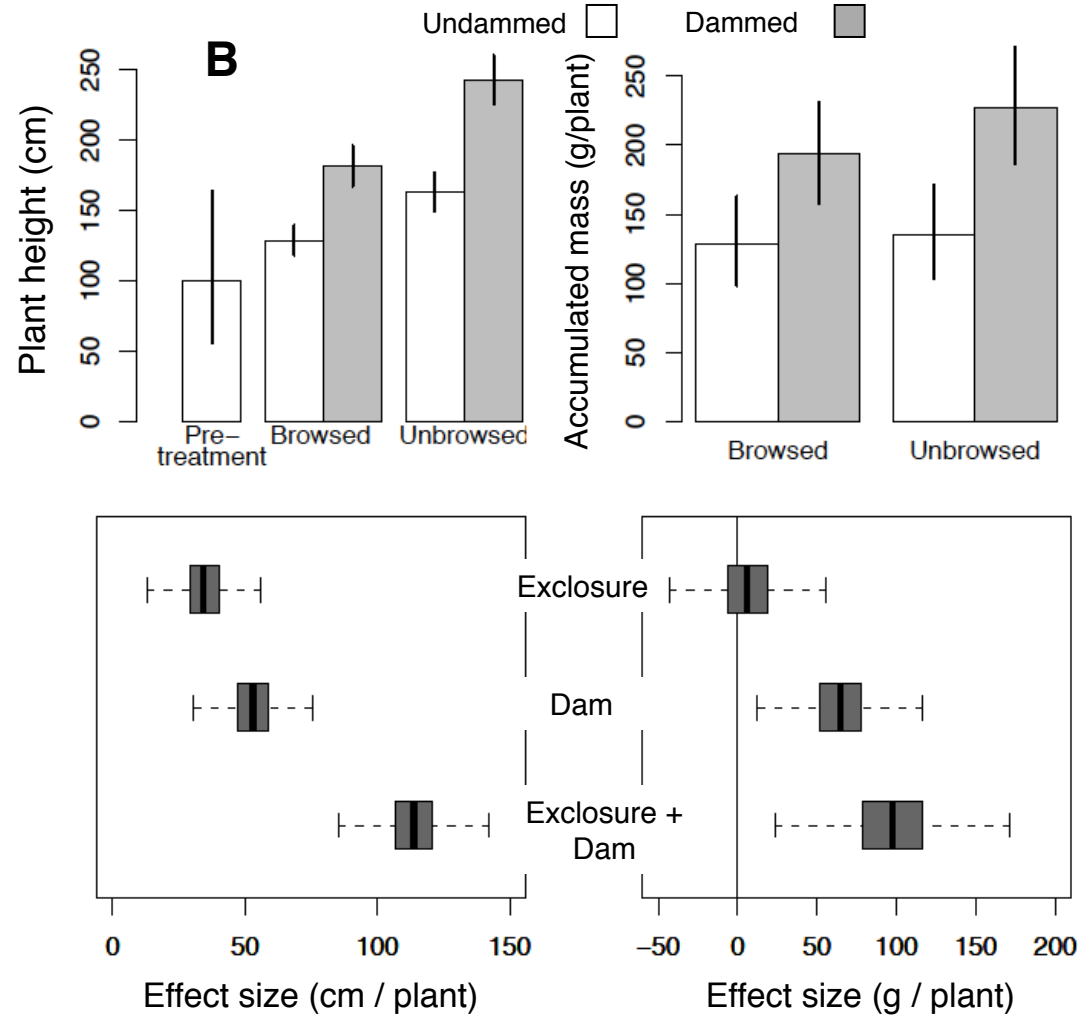 Undammed Dammed
B
Plant height (cm)
250
200
150
100
50
0
Pre-
treatment
Browsed
Unbrowsed
Accumulated mass (g/plant)
250
200
150
100
50
0
Browsed
Unbrowsed
Exclosure
Dam
Exclosure +
Dam
0 50 100 150
Effect size (cm / plant)
-50 0 50 100 150 200
Effect size (g / plant)